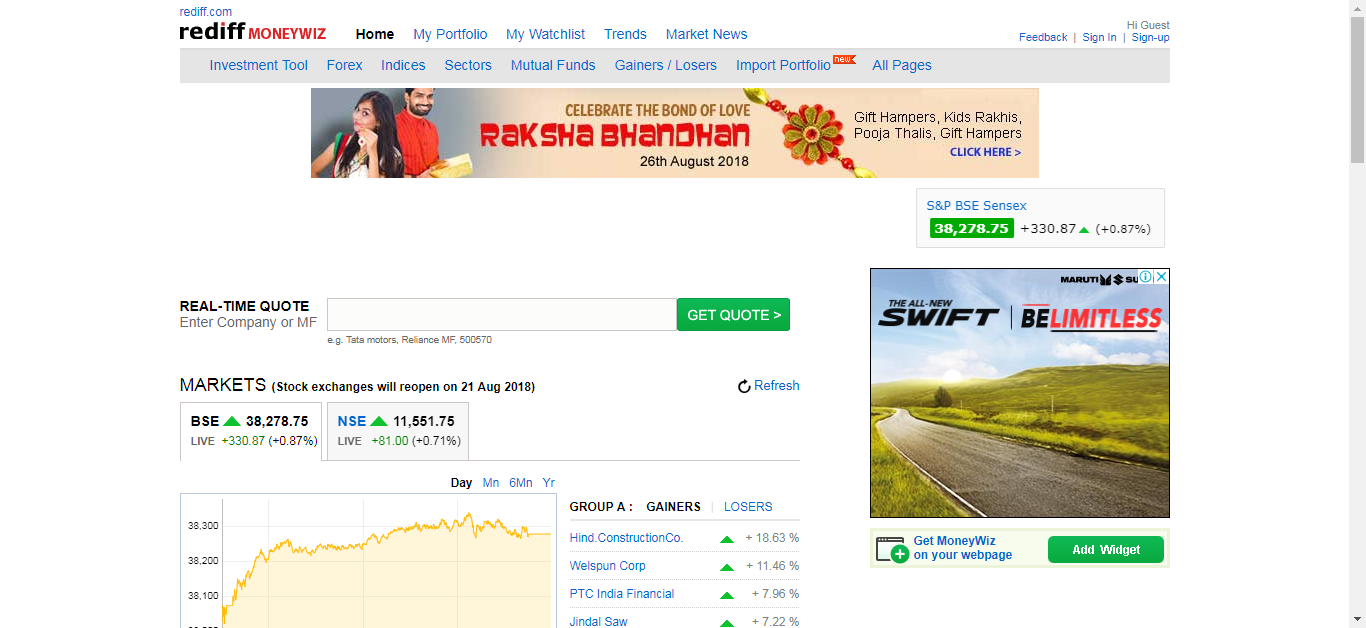 rediff.com
rediff MONEYWIZ
Home My Portfolio My Watchlist Trends Market News
Hi Guest
Feedback | Sign In | Sign-up
Investment Tool Forex Indices Sectors Mutual Funds Gainers / Losers Import Portfolio new All Pages
CELEBRATE THE BOND OF LOVE
RAKSHA BHANDHAN
26th August 2018
Gift Hampers, Kids Rakhis,
Pooja Thalis, Gift Hampers
CLICK HERE >
S&P BSE Sensex
38,278.75 +330.87 (+0.87%)
REAL-TIME QUOTE
Enter Company or MF
GET QUOTE >
e.g. Tata motors, Reliance MF, 500570
MARUTI SU
THE ALL-NEW
SWIFT | BELIMITLESS
MARKETS (Stock exchanges will reopen on 21 Aug 2018)
Refresh
BSE 38,278.75
LIVE +330.87 (+0.87%)
NSE 11,551.75
LIVE +81.00 (+0.71%)
Day Mn 6Mn Yr
38,300
38,200
38,100
GROUP A : GAINERS | LOSERS
Hind.ConstructionCo. + 18.63 %
Welspun Corp + 11.46 %
PTC India Financial + 7.96 %
Jindal Saw + 7.22 %
Get MoneyWiz
on your webpage
Add Widget